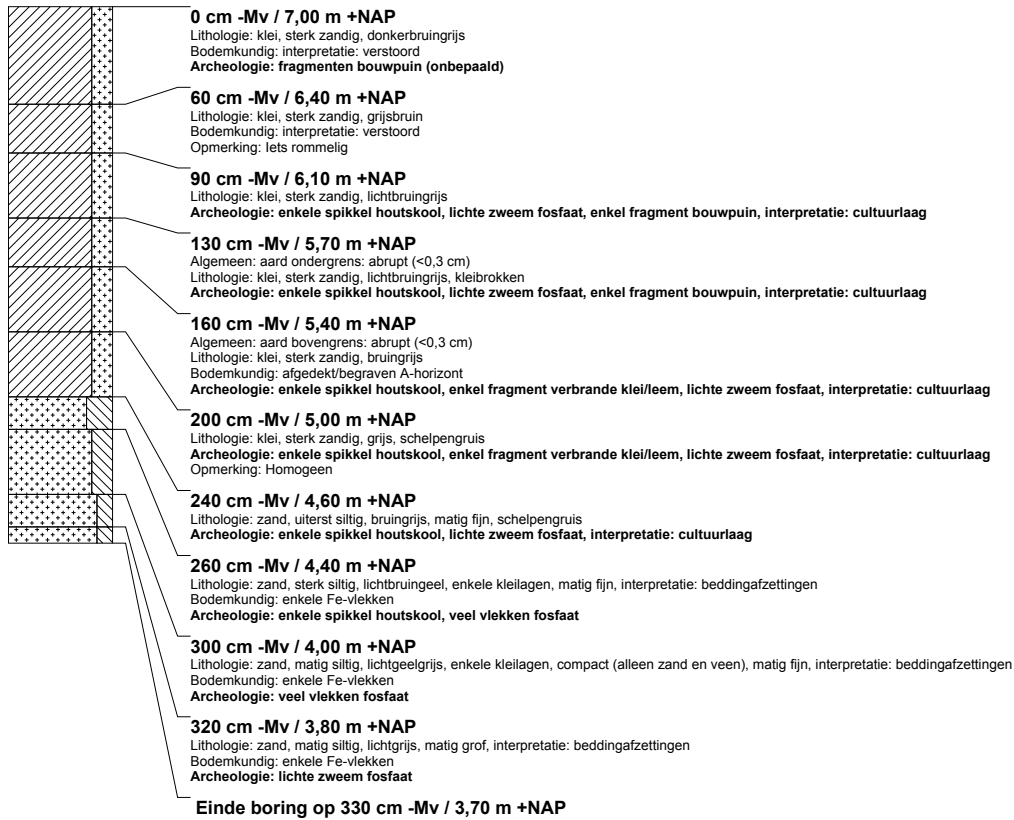 0 cm -Mv / 7,00 m +NAP
Lithologie: klei, sterk zandig, donkerbruingrijs
Bodemkundig: interpretatie: verstoord
Archeologie: fragmenten bouwpuin (onbepaald)
60 cm -Mv / 6,40 m +NAP
Lithologie: klei, sterk zandig, grijsbruin
Bodemkundig: interpretatie: verstoord
Opmerking: Iets rommelig
90 cm -Mv / 6,10 m +NAP
Lithologie: klei, sterk zandig, lichtbruingrijs
Archeologie: enkele spikkel houtskool, lichte zweem fosfaat, enkel fragment bouwpuin, interpretatie: cultuurlaag
130 cm -Mv / 5,70 m +NAP
Algemeen: aard ondergrens: abrupt (<0,3 cm)
Lithologie: klei, sterk zandig, lichtbruingrijs, kleibrokken
Archeologie: enkele spikkel houtskool, lichte zweem fosfaat, enkel fragment bouwpuin, interpretatie: cultuurlaag
160 cm -Mv / 5,40 m +NAP
Algemeen: aard bovengrens: abrupt (<0,3 cm)
Lithologie: klei, sterk zandig, bruingrijs
Bodemkundig: afgedekt/begraven A-horizont
Archeologie: enkele spikkel houtskool, enkel fragment verbrande klei/leem, lichte zweem fosfaat, interpretatie: cultuurlaag
200 cm -Mv / 5,00 m +NAP
Lithologie: klei, sterk zandig, grijs, schelpengruis
Archeologie: enkele spikkel houtskool, enkel fragment verbrande klei/leem, lichte zweem fosfaat, interpretatie: cultuurlaag
Opmerking: Homogeen
240 cm -Mv / 4,60 m +NAP
Lithologie: zand, uiterst siltig, bruingrijs, matig fijn, schelpengruis
Archeologie: enkele spikkel houtskool, lichte zweem fosfaat, interpretatie: cultuurlaag
260 cm -Mv / 4,40 m +NAP
Lithologie: zand, sterk siltig, lichtbruingeel, enkele kleilagen, matig fijn, interpretatie: beddingafzettingen
Bodemkundig: enkele Fe-vlekken
Archeologie: enkele spikkel houtskool, veel vlekken fosfaat
300 cm -Mv / 4,00 m +NAP
Lithologie: zand, matig siltig, lichtgeelgrijs, enkele kleilagen, compact (alleen zand en veen), matig fijn, interpretatie: beddingafzettingen
Bodemkundig: enkele Fe-vlekken
Archeologie: veel vlekken fosfaat
320 cm -Mv / 3,80 m +NAP
Lithologie: zand, matig siltig, lichtgrijs, matig grof, interpretatie: beddingafzettingen
Bodemkundig: enkele Fe-vlekken
Archeologie: lichte zweem fosfaat
Einde boring op 330 cm -Mv / 3,70 m +NAP